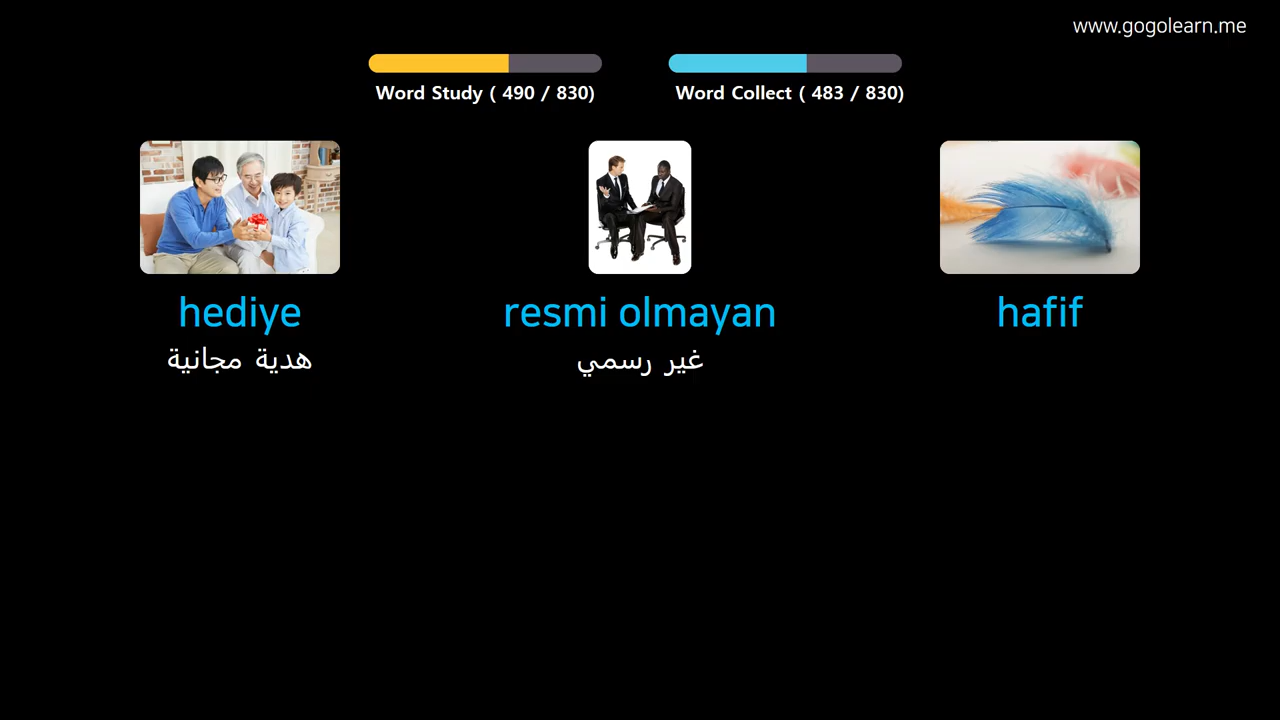 www.gogolearn.me
Word Study ( 490 / 830)
Word Collect ( 483 / 830)
hediye
resmi olmayan
hafif
هدية مجانية
غير رسمي